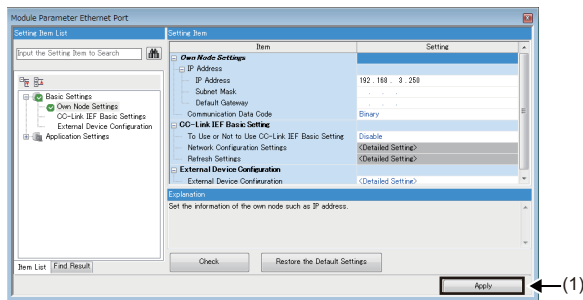 Module Parameter Ethernet Port
Setting Item List
Input the Setting Item to Search
Basic Settings
Own Node Settings
CC-Link IEF Basic Settings
External Device Configuration
Application Settings
Item List Find Result
Setting Item
Item Setting
Own Node Settings
IP Address
IP Address 192 . 168 . 3 . 250
Subnet Mask . . .
Default Gateway . . .
Communication Data Code Binary
CC-Link IEF Basic Setting
To Use or Not to Use CC-Link IEF Basic Setting Disable
Network Configuration Settings <Detailed Setting>
Refresh Settings <Detailed Setting>
External Device Configuration
External Device Configuration <Detailed Setting>
Explanation
Set the information of the own node such as IP address.
Check Restore the Default Settings
Apply (1)